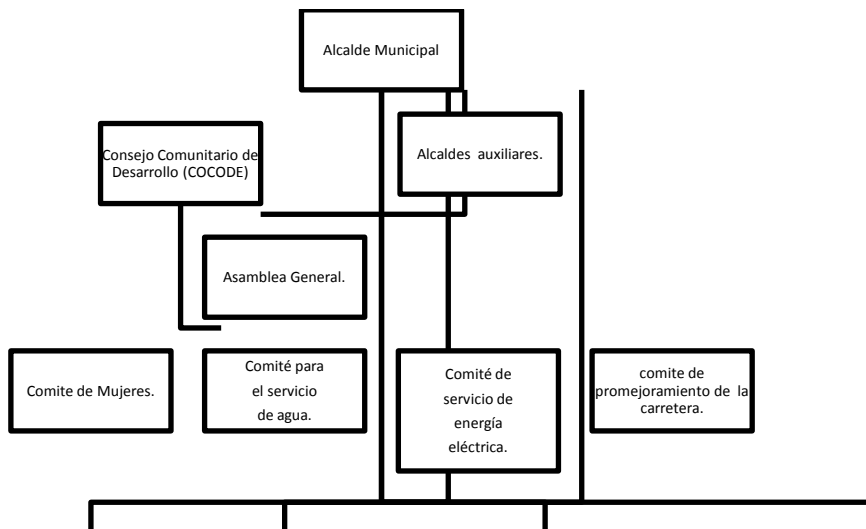 Alcalde Municipal
Consejo Comunitario de
Desarrollo (COCODE)
Alcaldes auxiliares.
Asamblea General.
Comite de Mujeres.
Comité para
el servicio
de agua.
Comité de
servicio de
energía
eléctrica.
comite de
promejoramiento de la
carretera.